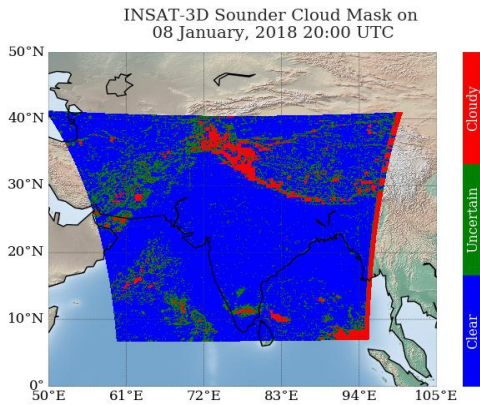 INSAT-3D Sounder Cloud Mask on
08 January, 2018 20:00 UTC
50°N
40°N
30°N
20°N
10°N
0°
50°E
61°E
72°E
83°E
94°E
105°E
Cloudy
Uncertain
Clear